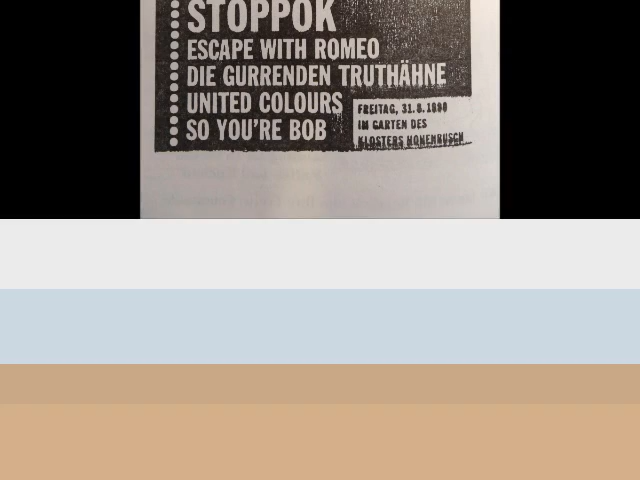 STOPPOK
ESCAPE WITH ROMEO
DIE GURRENDEN TRUTHÄHNE
UNITED COLOURS
SO YOU'RE BOB
FREITAG, 31.8.1990
IM GARTEN DES
KLOSTERS HOHENBUSCH